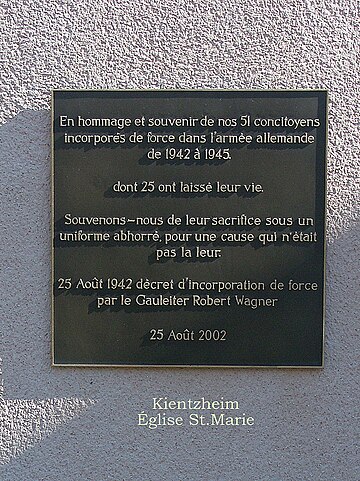 En hommage et souvenir de nos 51 concitoyens
incorporés de force dans l'armée allemande
de 1942 à 1945.
dont 25 ont laissé leur vie.
Souvenons-nous de leur sacrifice sous un
uniforme abhorré, pour une cause qui n'était
pas la leur.
25 Août 1942 décret d'incorporation de force
par le Gauleiter Robert Wagner
25 Août 2002
Kientzheim
Église St.Marie